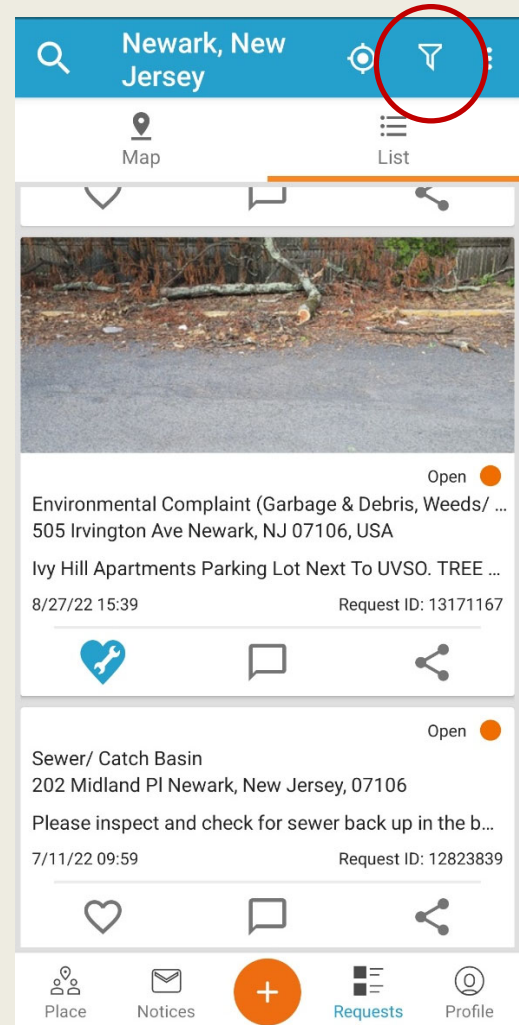 Newark, New
Jersey
Map
List
Open
Environmental Complaint (Garbage & Debris, Weeds/ ...
505 Irvington Ave Newark, NJ 07106, USA
Ivy Hill Apartments Parking Lot Next To UVSO. TREE ...
8/27/22 15:39 Request ID: 13171167
Open
Sewer/ Catch Basin
202 Midland Pl Newark, New Jersey, 07106
Please inspect and check for sewer back up in the b...
7/11/22 09:59 Request ID: 12823839
Place Notices Requests Profile